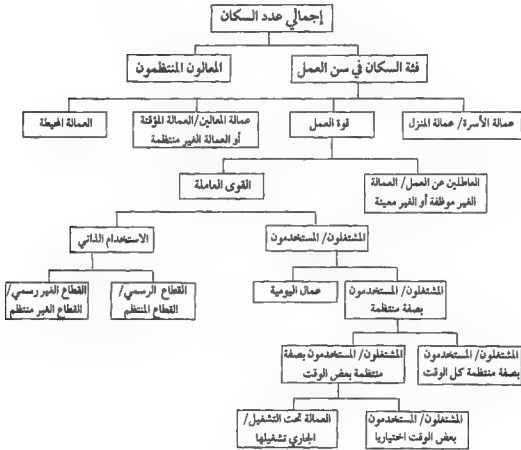 إجمالي عدد السكان
فئة السكان في سن العمل
المعالون المنتظمون
عمالة الأسرة/ عمالة المنزل
قوة العمل
عمالة المعالين/العمالة المؤقتة
أو العمالة الغير منتظمة
العمالة المحيطة
العاطلين عن العمل/ العمالة
الغير موظفة أو الغير معينة
القوى العاملة
المشتغلون/ المستخدمون
الاستخدام الذاتي
المشتغلون/ المستخدمون
بصفة منتظمة
عمال اليومية
القطاع الرسمي/
القطاع المنتظم
القطاع الغير رسمي/
القطاع الغير منتظم
المشتغلون/ المستخدمون
بصفة منتظمة كل الوقت
المشتغلون/ المستخدمون بصفة
منتظمة بعض الوقت
المشتغلون/ المستخدمون
بعض الوقت اختياريا
العمالة تحت التشغيل/
الجاري تشغيلها